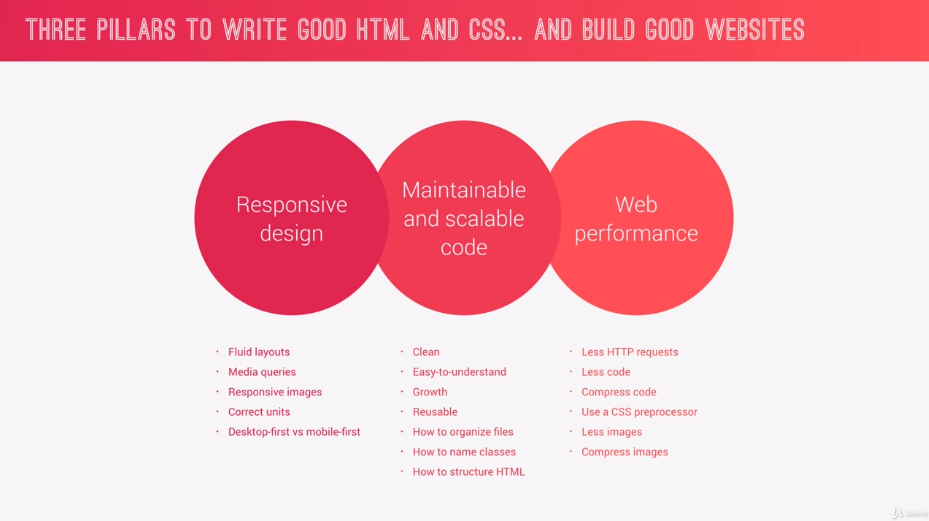 THREE PILLARS TO WRITE GOOD HTML AND CSS... AND BUILD GOOD WEBSITES
Responsive
design
Maintainable
and scalable
code
Web
performance
· Fluid layouts
· Media queries
· Responsive images
· Correct units
· Desktop-first vs mobile-first
· Clean
· Easy-to-understand
· Growth
· Reusable
· How to organize files
· How to name classes
· How to structure HTML
· Less HTTP requests
· Less code
· Compress code
· Use a CSS preprocessor
· Less images
· Compress images
Udemy